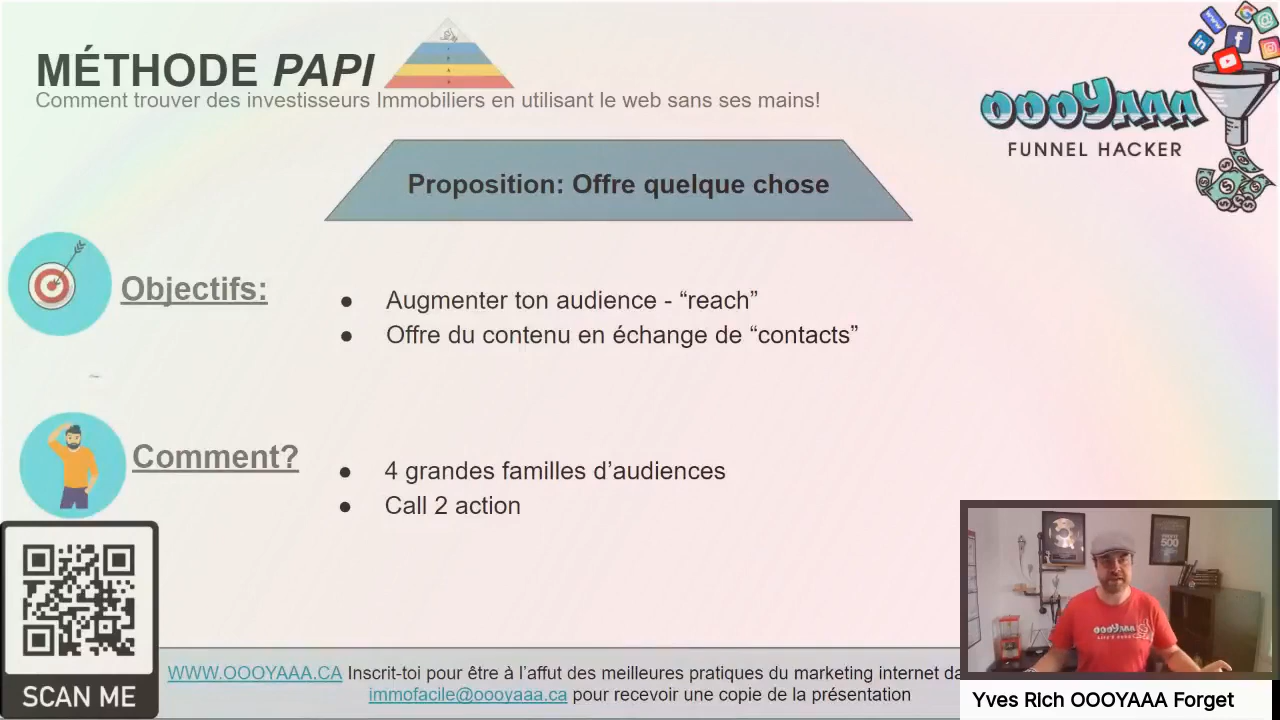 MÉTHODE PAPI
Comment trouver des investisseurs Immobiliers en utilisant le web sans ses mains!
OOOYAAA
FUNNEL HACKER
Proposition: Offre quelque chose
Objectifs:
● Augmenter ton audience - “reach”
● Offre du contenu en échange de “contacts”
Comment?
● 4 grandes familles d’audiences
● Call 2 action
500
SCAN ME
WWW.OOOYAAA.CA Inscrit-toi pour être à l’affut des meilleures pratiques du marketing internet da
immofacile@oooyaaa.ca pour recevoir une copie de la présentation
Yves RIch OOOYAAA Forget